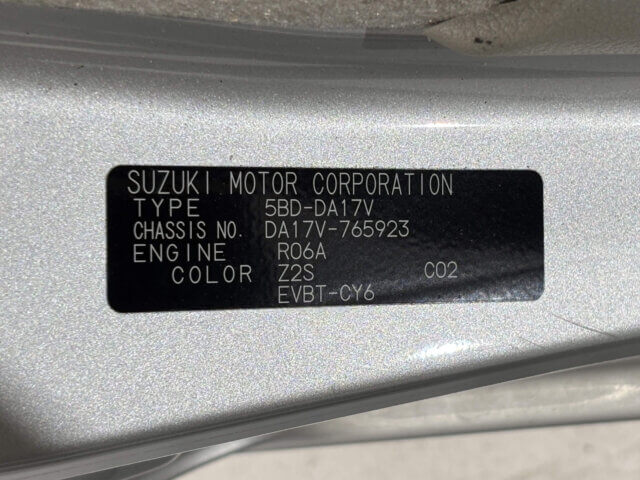 SUZUKI MOTOR CORPORATION
TYPE 5BD-DA17V
CHASSIS NO. DA17V-765923
ENGINE R06A
COLOR Z2S C02
EVBT-CY6